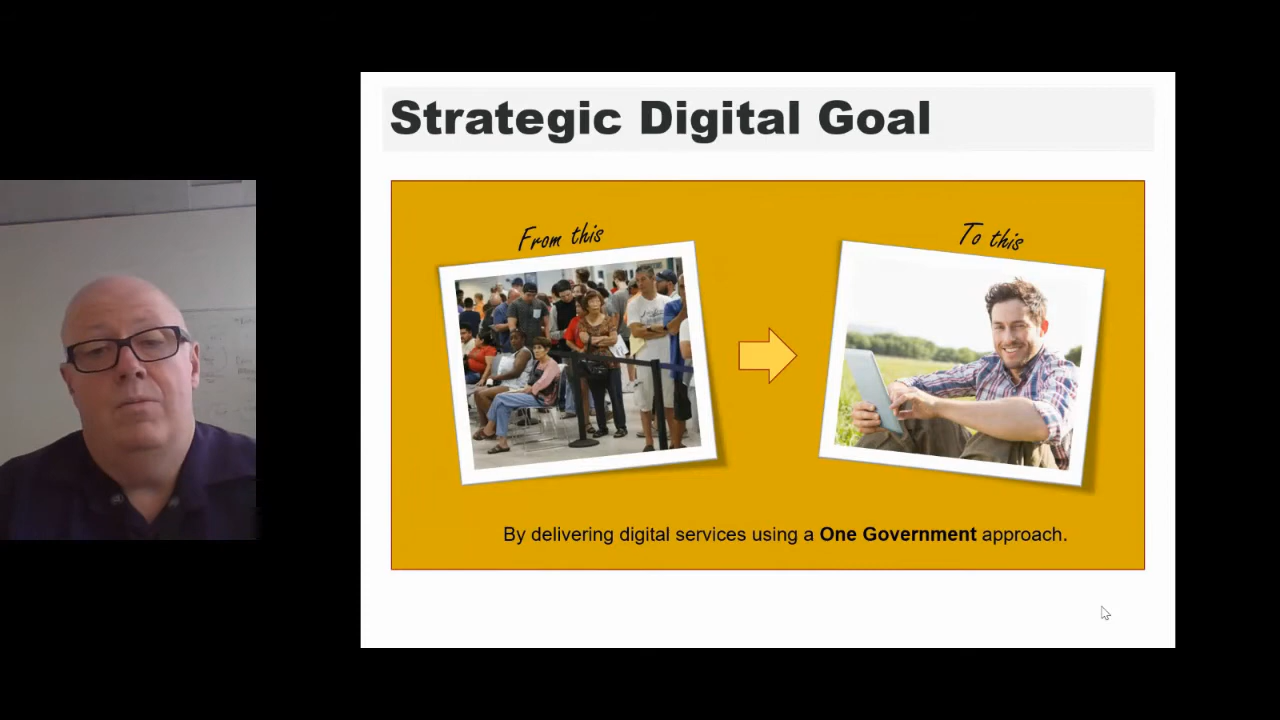 Strategic Digital Goal
From this
To this
By delivering digital services using a One Government approach.